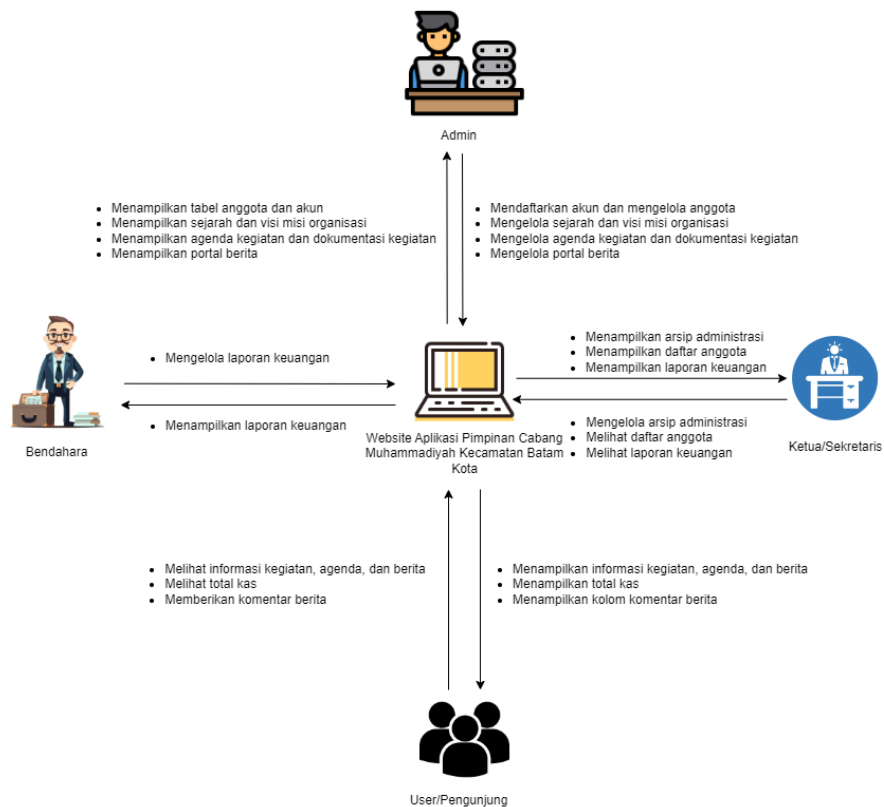 Admin
• Menampilkan tabel anggota dan akun
• Menampilkan sejarah dan visi misi organisasi
• Menampilkan agenda kegiatan dan dokumentasi kegiatan
• Menampilkan portal berita
• Mendaftarkan akun dan mengelola anggota
• Mengelola sejarah dan visi misi organisasi
• Mengelola agenda kegiatan dan dokumentasi kegiatan
• Mengelola portal berita
• Mengelola laporan keuangan
• Menampilkan laporan keuangan
Bendahara
Website Aplikasi Pimpinan Cabang
Muhammadiyah Kecamatan Batam
Kota
• Menampilkan arsip administrasi
• Menampilkan daftar anggota
• Menampilkan laporan keuangan
• Mengelola arsip administrasi
• Melihat daftar anggota
• Melihat laporan keuangan
Ketua/Sekretaris
• Melihat informasi kegiatan, agenda, dan berita
• Melihat total kas
• Memberikan komentar berita
• Menampilkan informasi kegiatan, agenda, dan berita
• Menampilkan total kas
• Menampilkan kolom komentar berita
User/Pengunjung